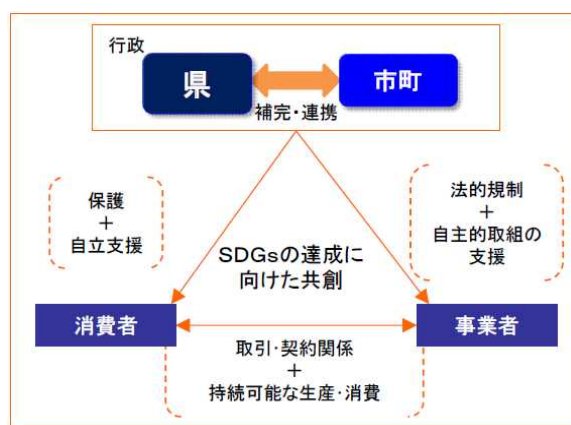 行政
県
市町
補完・連携
保護
+
自立支援
法的規制
+
自主的取組の
支援
SDGsの達成に
向けた共創
消費者
事業者
取引・契約関係
+
持続可能な生産・消費